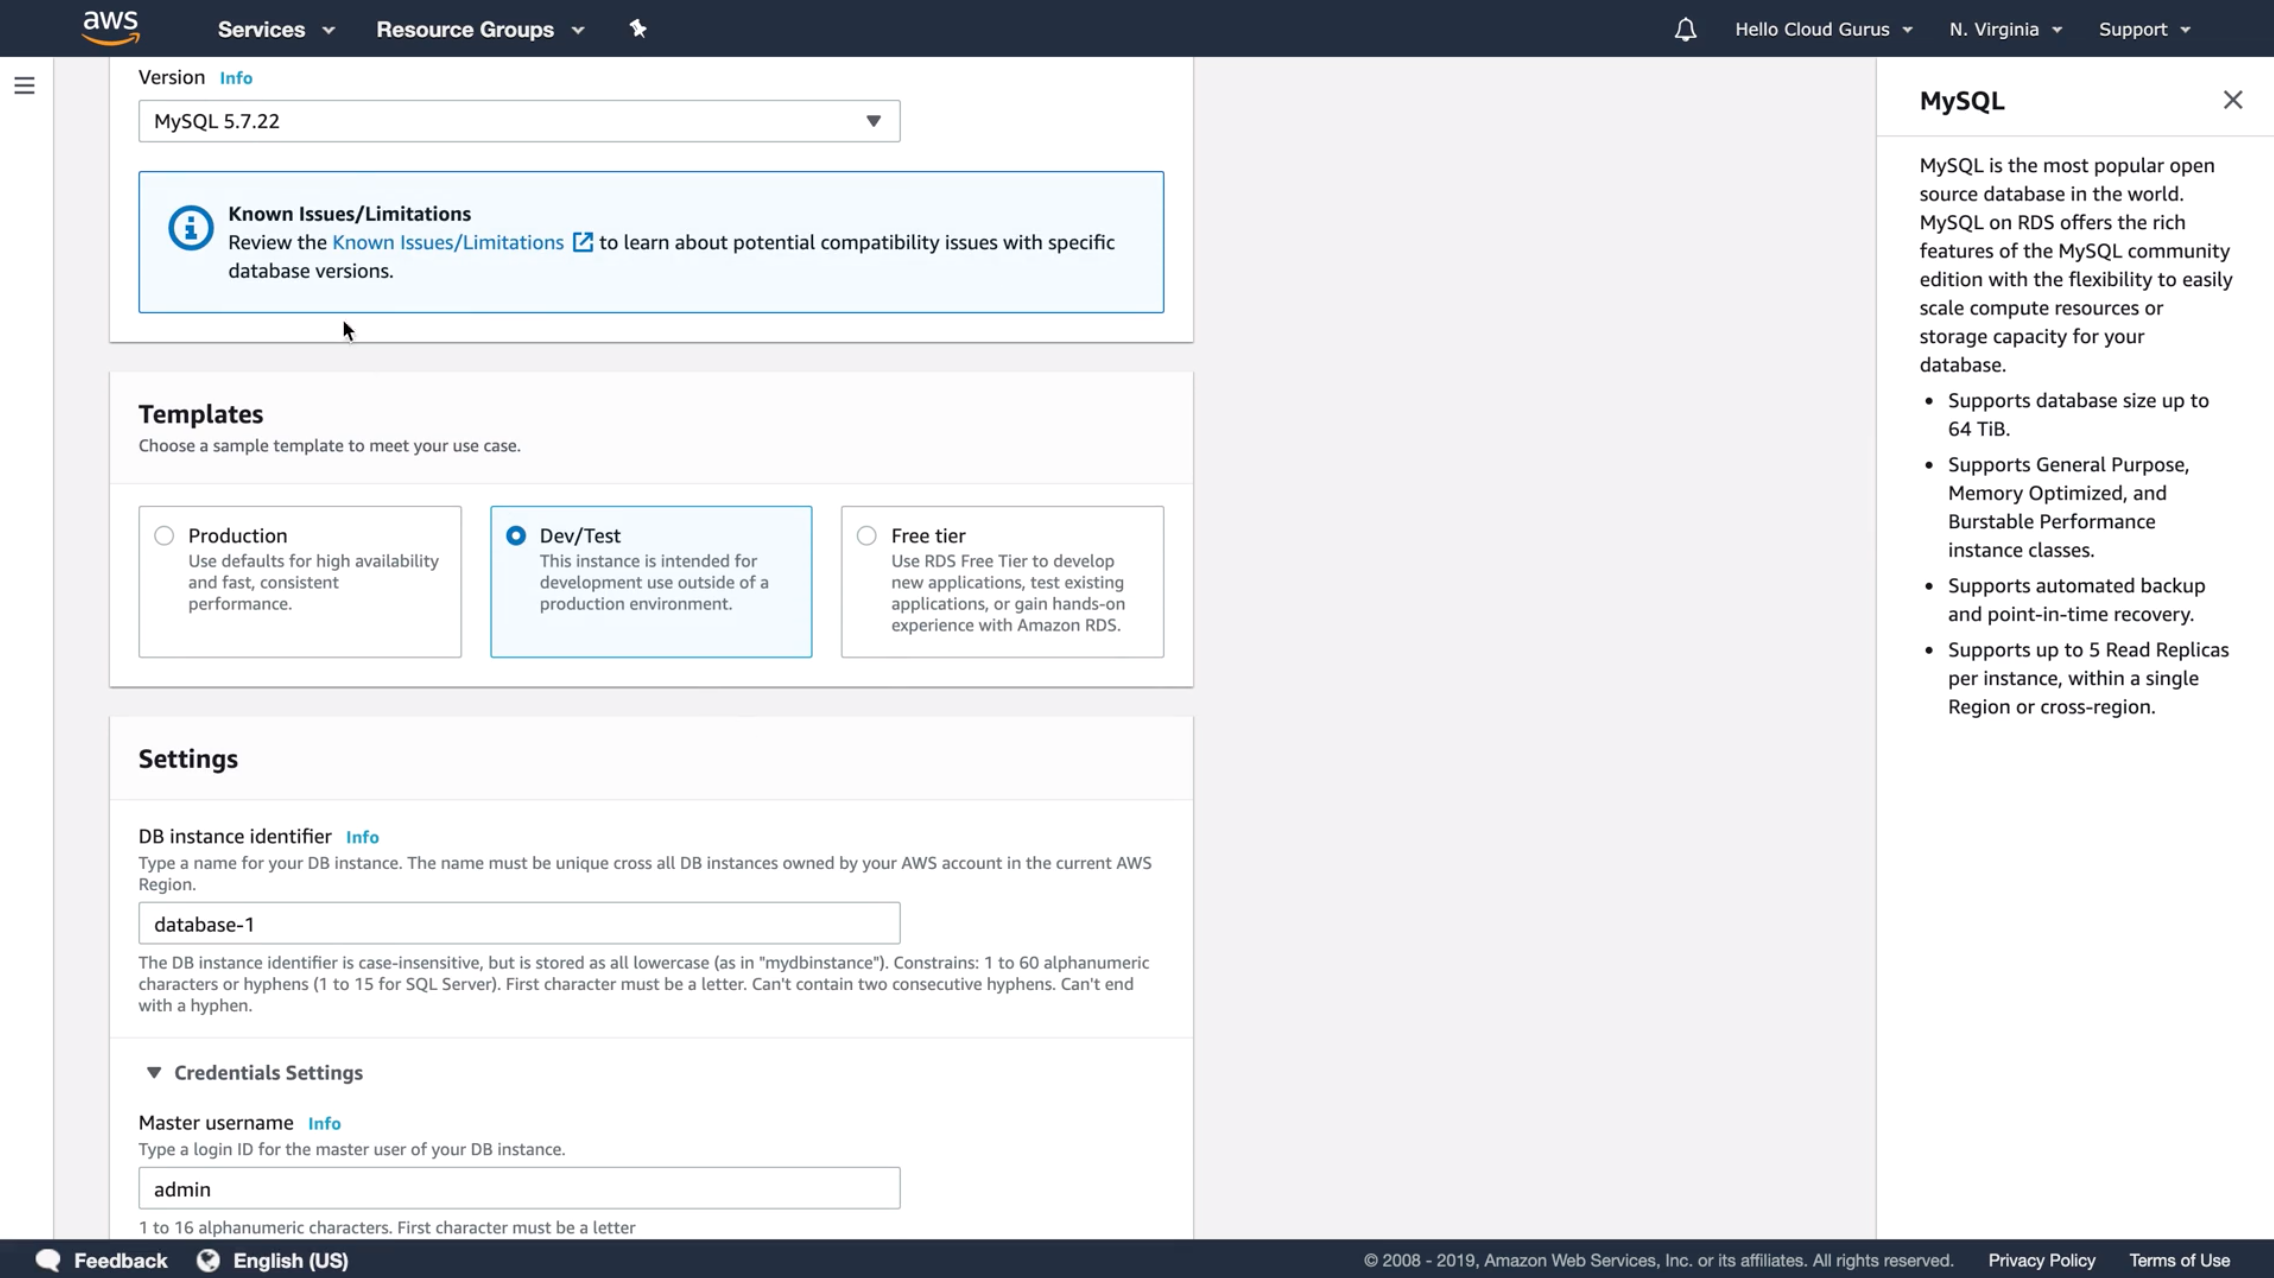 aws
Services
Resource Groups
Hello Cloud Gurus
N. Virginia
Support
Version Info
MySQL 5.7.22
Known Issues/Limitations
Review the Known Issues/Limitations to learn about potential compatibility issues with specific
database versions.
Templates
Choose a sample template to meet your use case.
Production
Use defaults for high availability
and fast, consistent
performance.
Dev/Test
This instance is intended for
development use outside of a
production environment.
Free tier
Use RDS Free Tier to develop
new applications, test existing
applications, or gain hands-on
experience with Amazon RDS.
Settings
DB instance identifier Info
Type a name for your DB instance. The name must be unique cross all DB instances owned by your AWS account in the current AWS
Region.
database-1
The DB instance identifier is case-insensitive, but is stored as all lowercase (as in "mydbinstance"). Constrains: 1 to 60 alphanumeric
characters or hyphens (1 to 15 for SQL Server). First character must be a letter. Can't contain two consecutive hyphens. Can't end
with a hyphen.
Credentials Settings
Master username Info
Type a login ID for the master user of your DB instance.
admin
1 to 16 alphanumeric characters. First character must be a letter
MySQL
MySQL is the most popular open
source database in the world.
MySQL on RDS offers the rich
features of the MySQL community
edition with the flexibility to easily
scale compute resources or
storage capacity for your
database.
• Supports database size up to
64 TiB.
• Supports General Purpose,
Memory Optimized, and
Burstable Performance
instance classes.
• Supports automated backup
and point-in-time recovery.
• Supports up to 5 Read Replicas
per instance, within a single
Region or cross-region.
Feedback
English (US)
© 2008 - 2019, Amazon Web Services, Inc. or its affiliates. All rights reserved.
Privacy Policy
Terms of Use